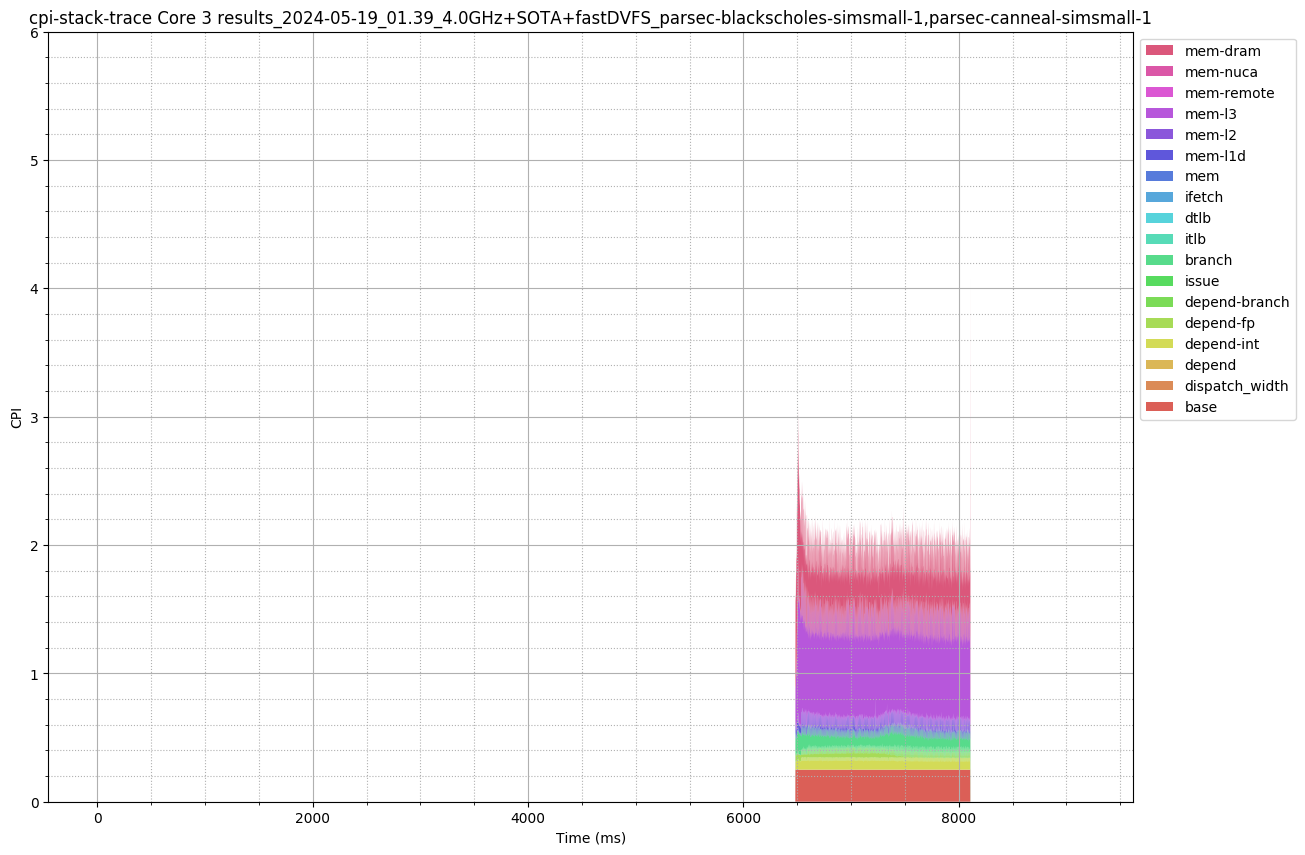 cpi-stack-trace Core 3 results_2024-05-19_01.39_4.0GHz+SOTA+fastDVFS_parsec-blackscholes-simsmall-1,parsec-canneal-simsmall-1
6
5
4
3
2
1
0
CPI
0
2000
4000
6000
8000
Time (ms)
mem-dram
mem-nuca
mem-remote
mem-l3
mem-l2
mem-l1d
mem
ifetch
dtlb
itlb
branch
issue
depend-branch
depend-fp
depend-int
depend
dispatch_width
base